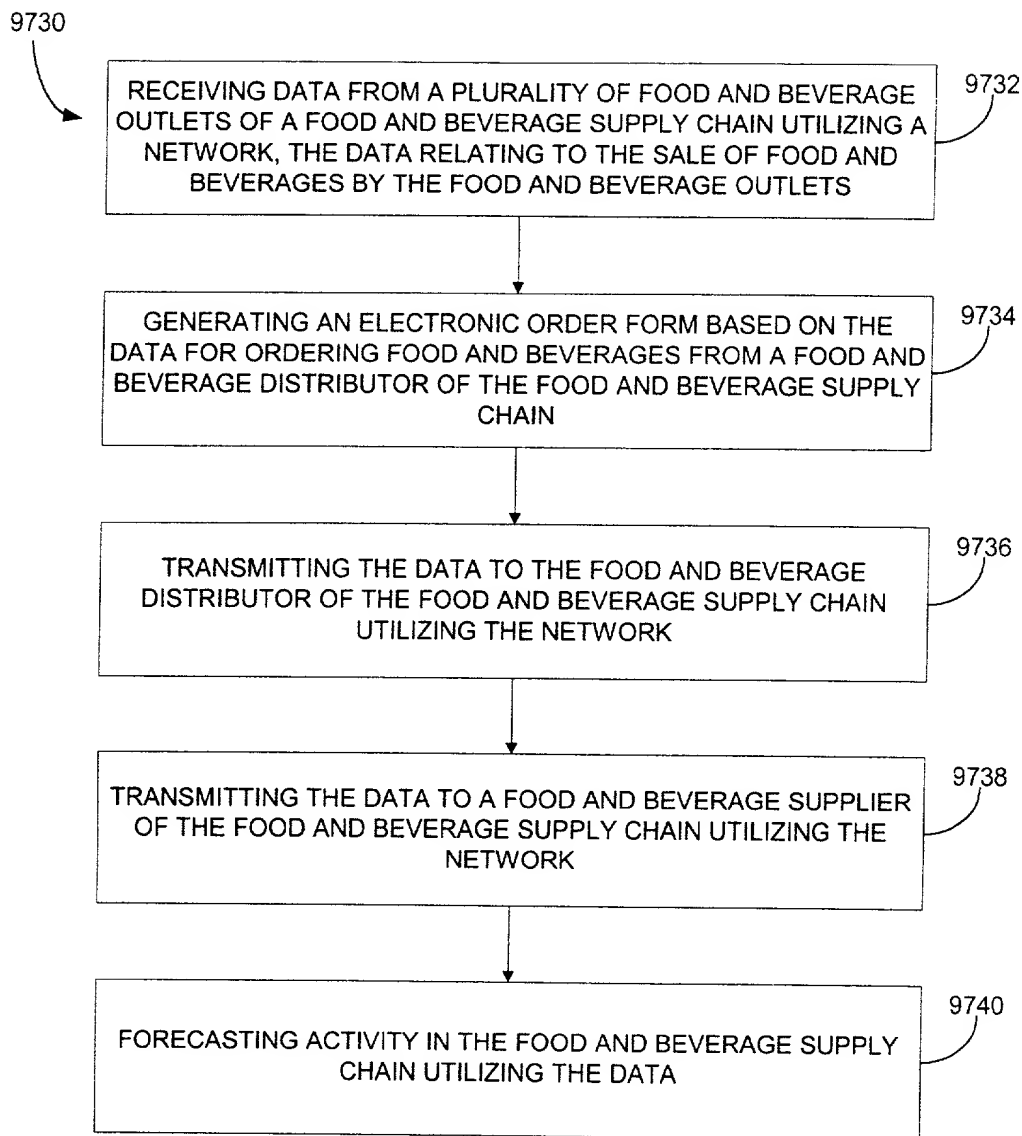 9730
9732
RECEIVING DATA FROM A PLURALITY OF FOOD AND BEVERAGE
OUTLETS OF A FOOD AND BEVERAGE SUPPLY CHAIN UTILIZING A
NETWORK, THE DATA RELATING TO THE SALE OF FOOD AND
BEVERAGES BY THE FOOD AND BEVERAGE OUTLETS
9734
GENERATING AN ELECTRONIC ORDER FORM BASED ON THE
DATA FOR ORDERING FOOD AND BEVERAGES FROM A FOOD AND
BEVERAGE DISTRIBUTOR OF THE FOOD AND BEVERAGE SUPPLY
CHAIN
9736
TRANSMITTING THE DATA TO THE FOOD AND BEVERAGE
DISTRIBUTOR OF THE FOOD AND BEVERAGE SUPPLY CHAIN
UTILIZING THE NETWORK
9738
TRANSMITTING THE DATA TO A FOOD AND BEVERAGE SUPPLIER
OF THE FOOD AND BEVERAGE SUPPLY CHAIN UTILIZING THE
NETWORK
9740
FORECASTING ACTIVITY IN THE FOOD AND BEVERAGE SUPPLY
CHAIN UTILIZING THE DATA